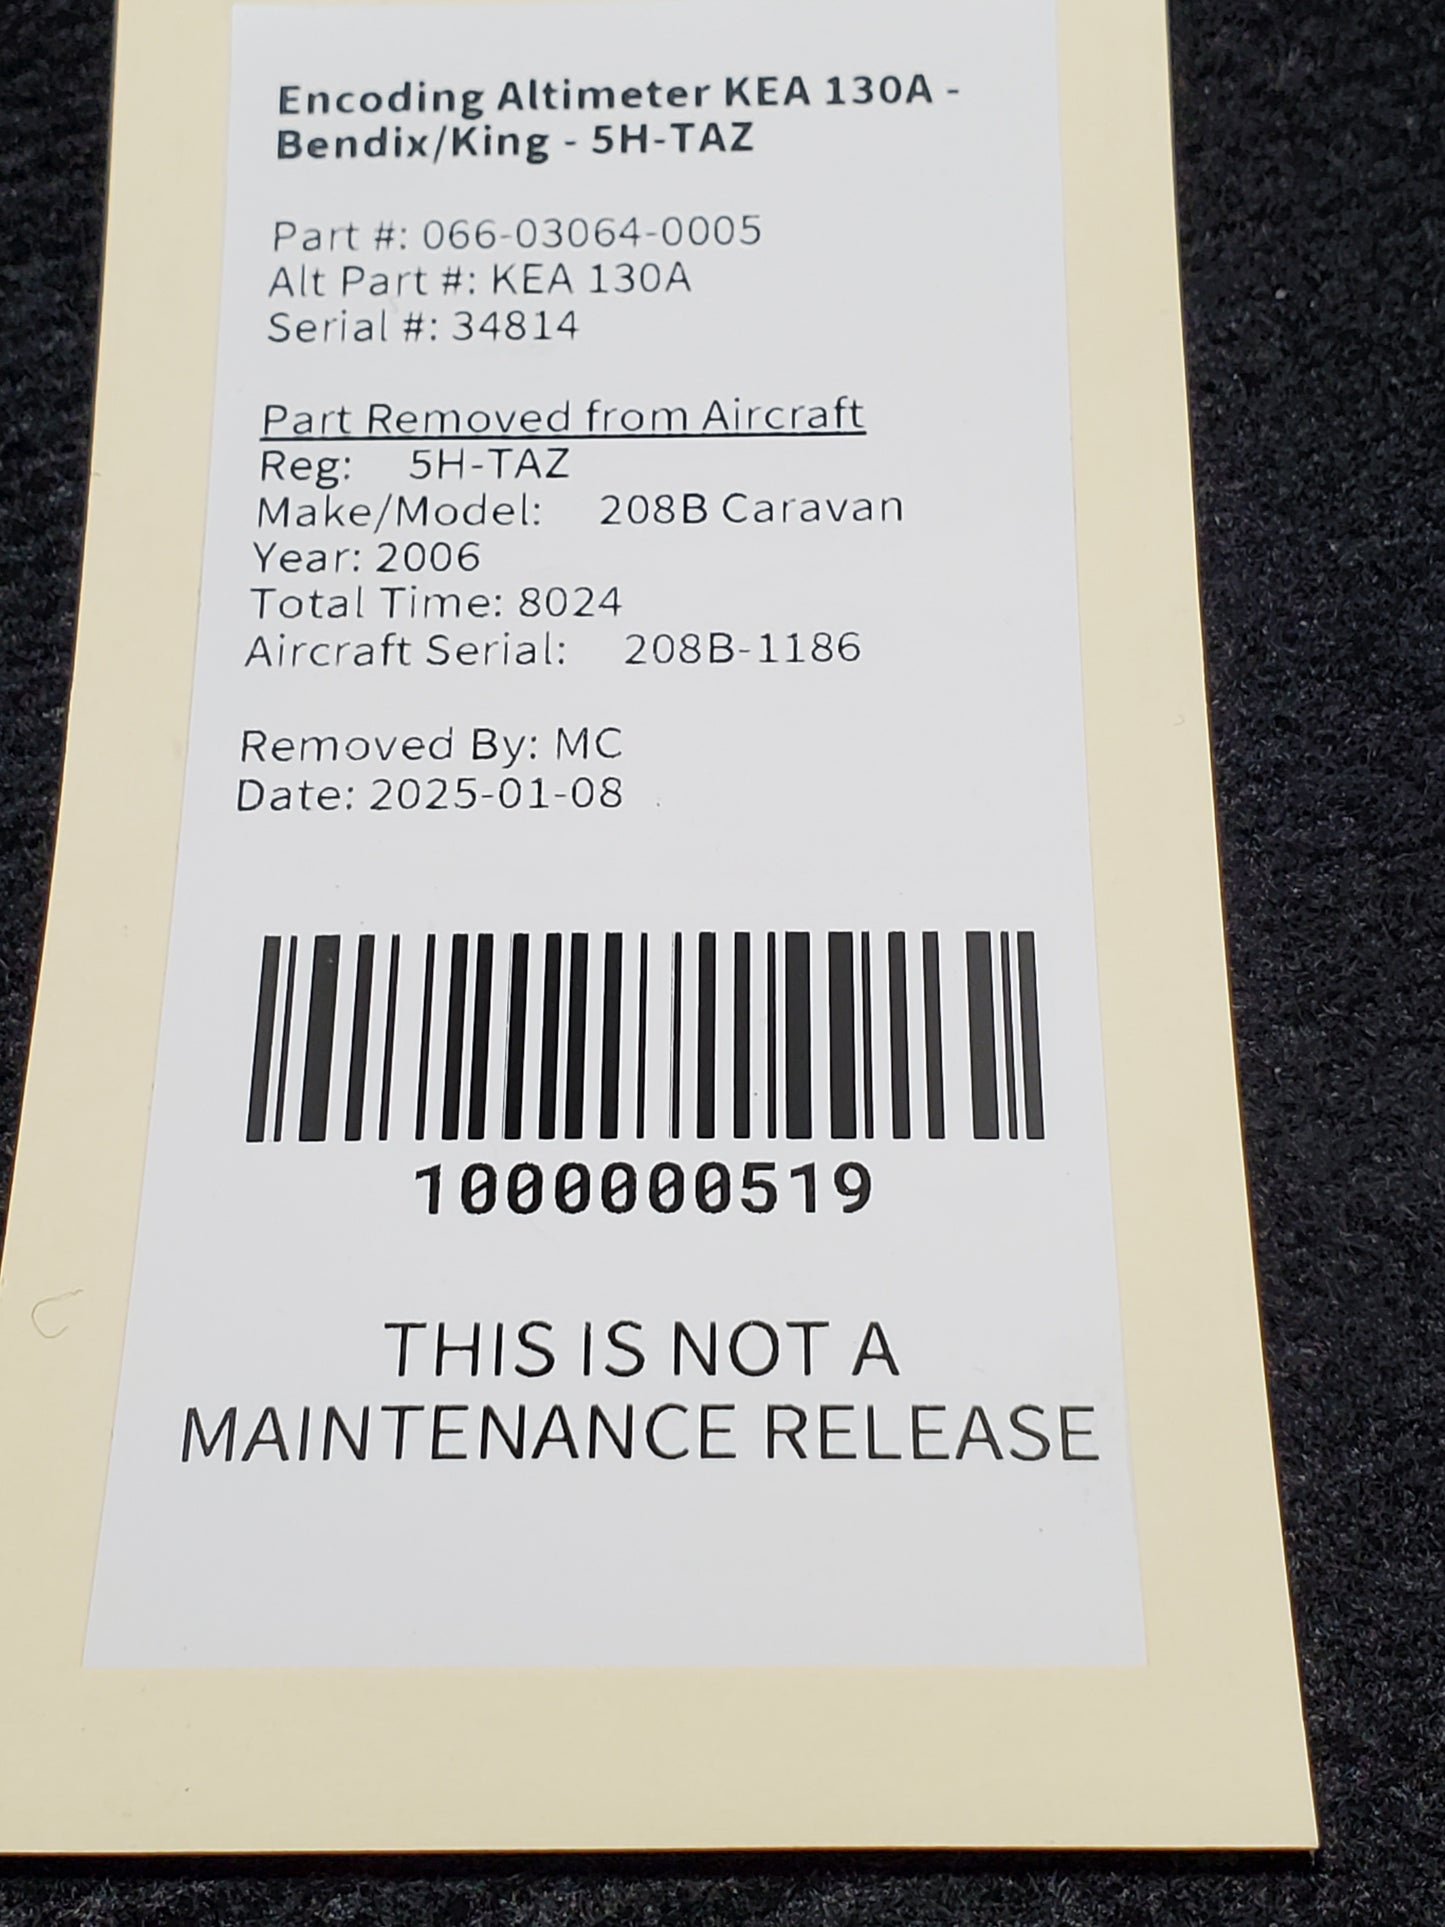 Encoding Altimeter KEA 130A -
Bendix/King - 5H-TAZ
Part #: 066-03064-0005
Alt Part #: KEA 130A
Serial #: 34814
Part Removed from Aircraft
Reg: 5H-TAZ
Make/Model: 208B Caravan
Year: 2006
Total Time: 8024
Aircraft Serial: 208B-1186
Removed By: MC
Date: 2025-01-08
1000000519
THIS IS NOT A
MAINTENANCE RELEASE